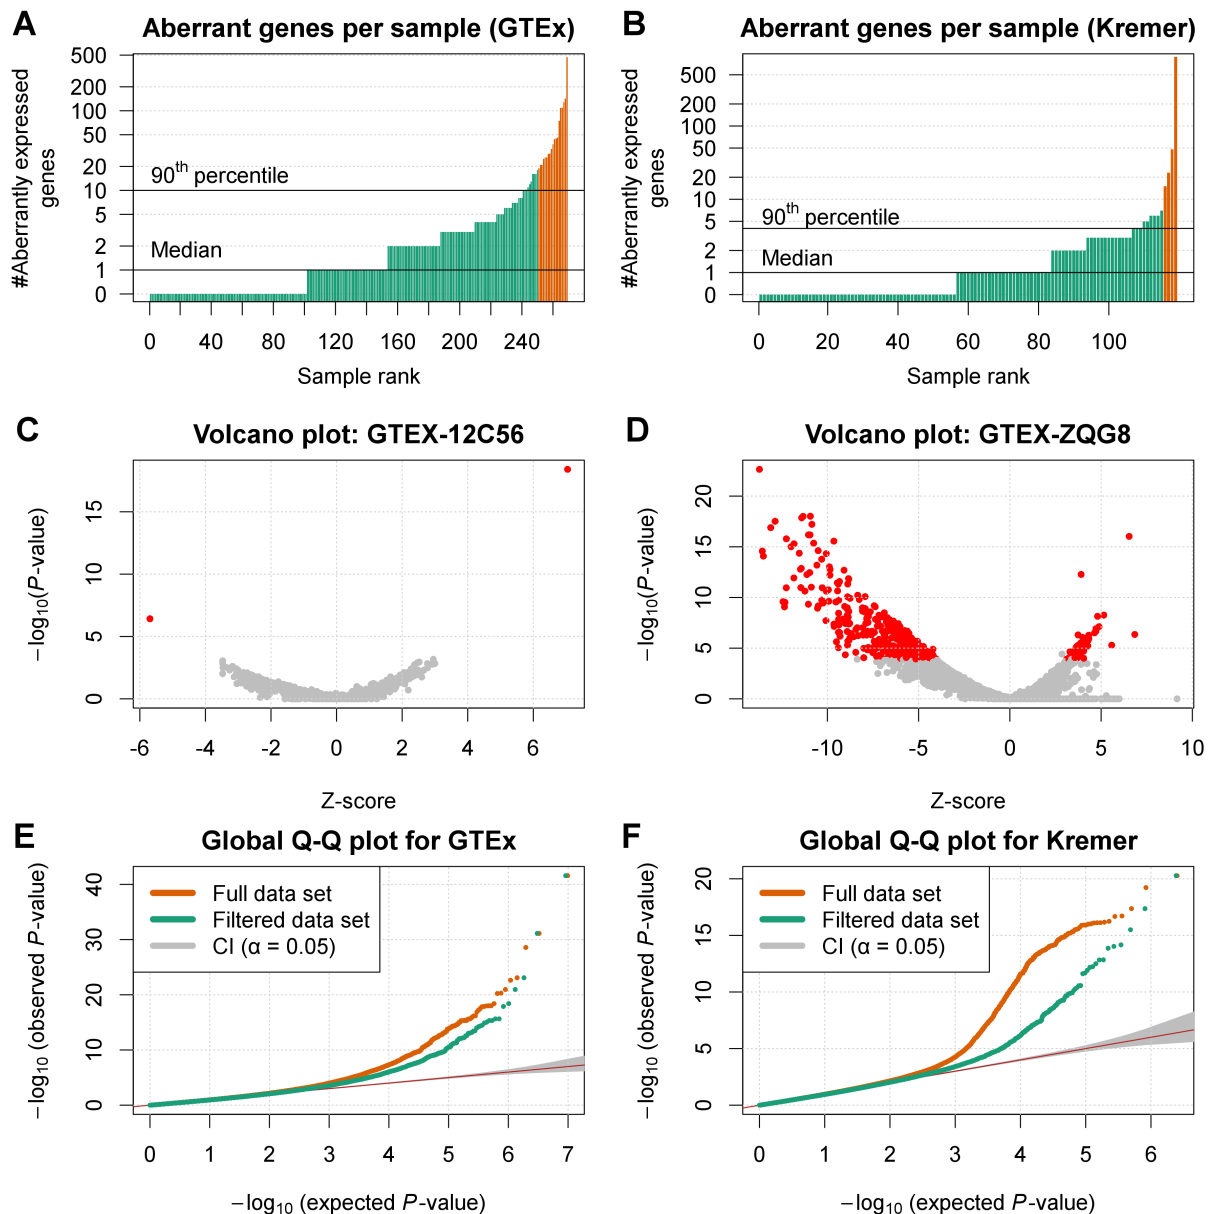 A
Aberrant genes per sample (GTEx)
#Aberrantly expressed
genes
500
200
100
50
20
10
5
2
1
0
90th percentile
Median
0
40
80
120
160
200
240
Sample rank
B
Aberrant genes per sample (Kremer)
#Aberrantly expressed
genes
500
200
100
50
20
10
5
2
1
0
90th percentile
Median
0
20
40
60
80
100
Sample rank
C
Volcano plot: GTEX-12C56
−log10(P-value)
15
10
5
0
-6
-4
-2
0
2
4
6
Z-score
D
Volcano plot: GTEX-ZQG8
−log10(P-value)
20
15
10
5
0
-10
-5
0
5
10
Z-score
E
Global Q-Q plot for GTEx
−log10 (observed P-value)
40
30
20
10
0
Full data set
Filtered data set
CI (α = 0.05)
0
1
2
3
4
5
6
7
−log10 (expected P-value)
F
Global Q-Q plot for Kremer
−log10 (observed P-value)
20
15
10
5
0
Full data set
Filtered data set
CI (α = 0.05)
0
1
2
3
4
5
6
−log10 (expected P-value)